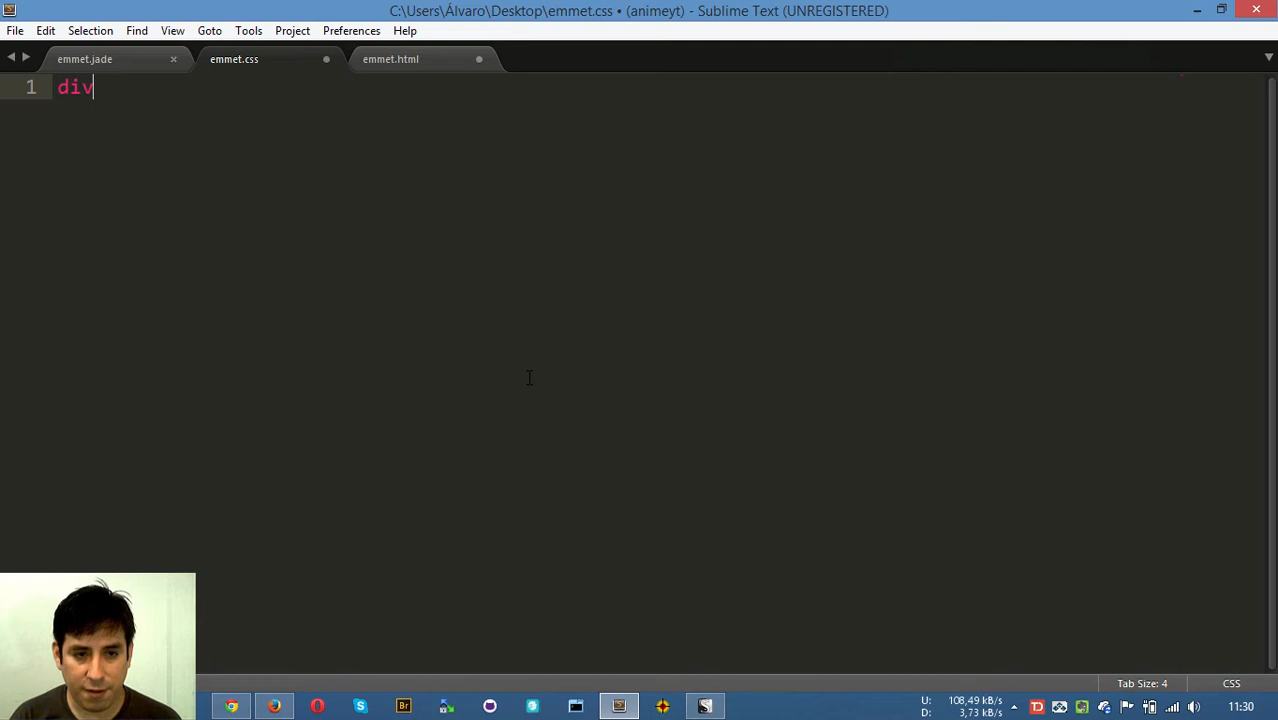 C:\Users\Álvaro\Desktop\emmet.css • (animeyt) - Sublime Text (UNREGISTERED)
File Edit Selection Find View Goto Tools Project Preferences Help
emmet.jade emmet.css emmet.html
1 div
Tab Size: 4 CSS
Br TD U: 108,49 kB/s 11:30
D: 3,73 kB/s